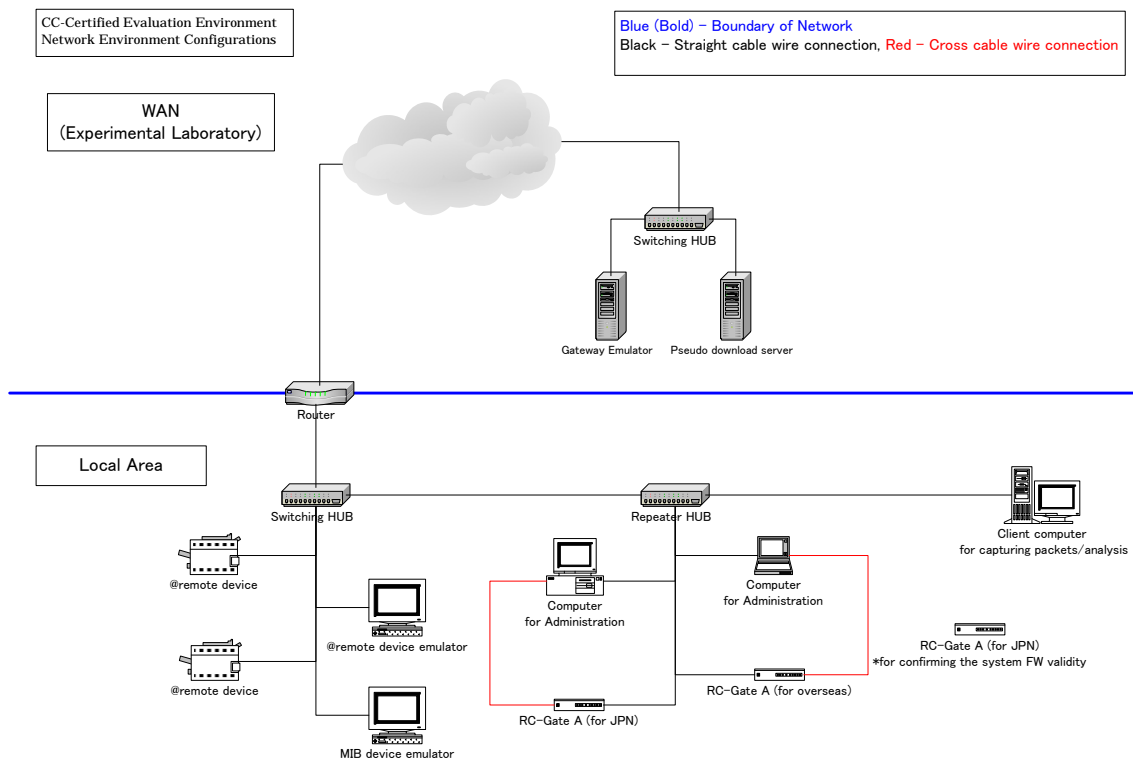 CC-Certified Evaluation Environment
Network Environment Configurations
Blue (Bold) – Boundary of Network
Black – Straight cable wire connection, Red – Cross cable wire connection
WAN
(Experimental Laboratory)
Switching HUB
Gateway Emulator
Pseudo download server
Router
Local Area
Switching HUB
Repeater HUB
Client computer
for capturing packets/analysis
@remote device
Computer
for Administration
Computer
for Administration
@remote device emulator
RC-Gate A (for JPN)
*for confirming the system FW validity
@remote device
RC-Gate A (for overseas)
RC-Gate A (for JPN)
MIB device emulator